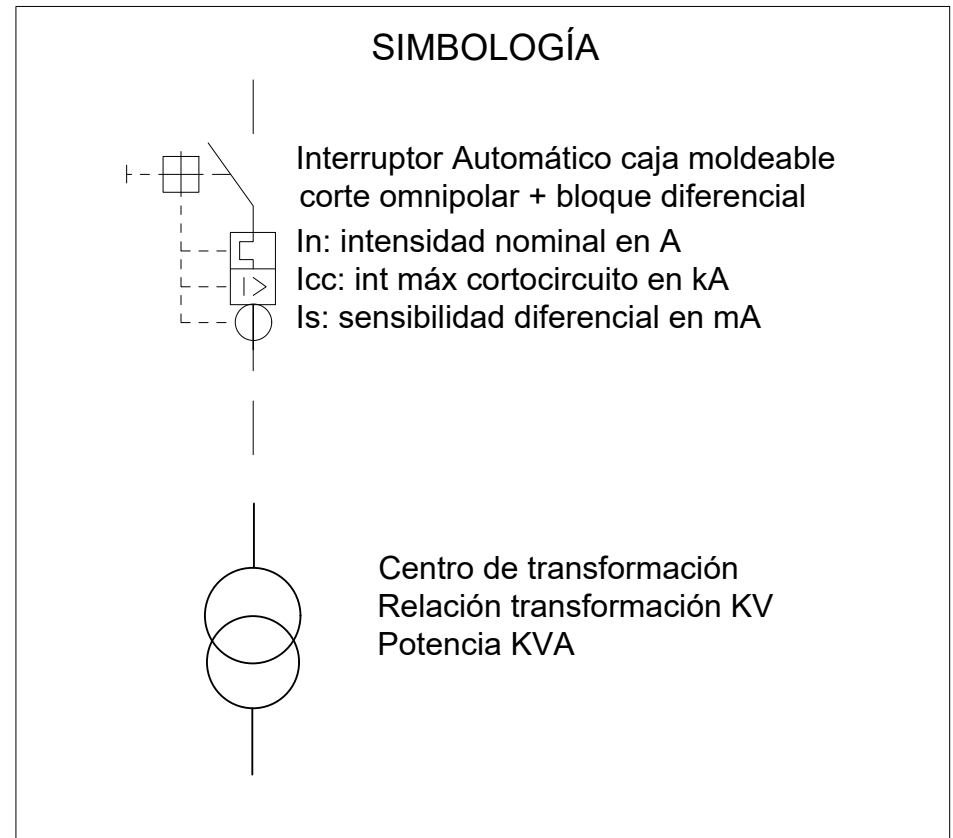 SIMBOLOGÍA
Interruptor Automático caja moldeable
corte omnipolar + bloque diferencial
In: intensidad nominal en A
Icc: int máx cortocircuito en kA
Is: sensibilidad diferencial en mA
Centro de transformación
Relación transformación KV
Potencia KVA